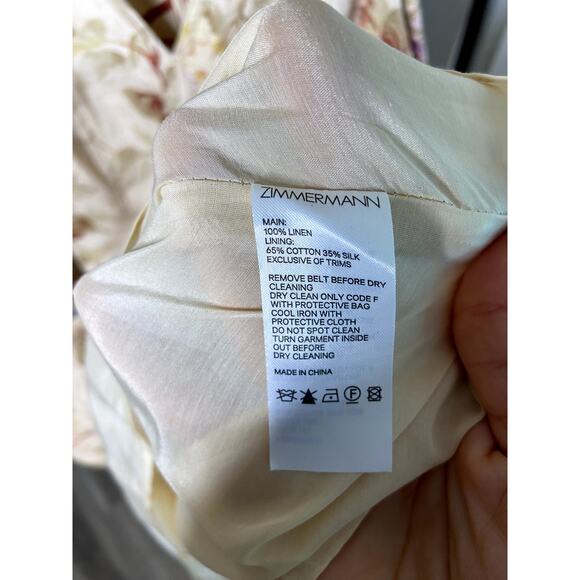 ZIMMERMANN
MAIN:
100% LINEN
LINING:
65% COTTON 35% SILK
EXCLUSIVE OF TRIMS
REMOVE BELT BEFORE DRY
CLEANING
DRY CLEAN ONLY CODE F
WITH PROTECTIVE BAG
COOL IRON WITH
PROTECTIVE CLOTH
DO NOT SPOT CLEAN
TURN GARMENT INSIDE
OUT BEFORE
DRY CLEANING
MADE IN CHINA
F